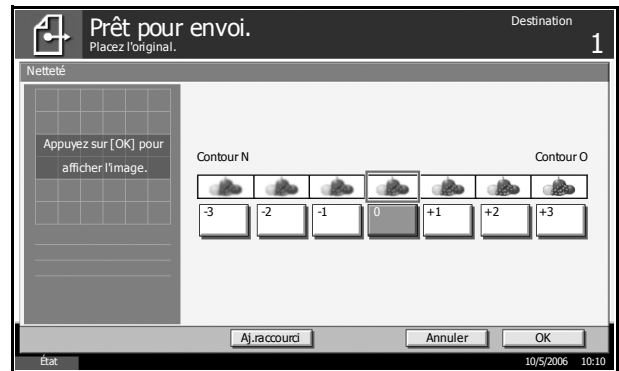 Prêt pour envoi.
Placez l'original.
Destination
1
Netteté
Appuyez sur [OK] pour
afficher l'image.
Contour N
Contour O
-3 -2 -1 0 +1 +2 +3
Aj.raccourci
Annuler
OK
État
10/5/2006 10:10